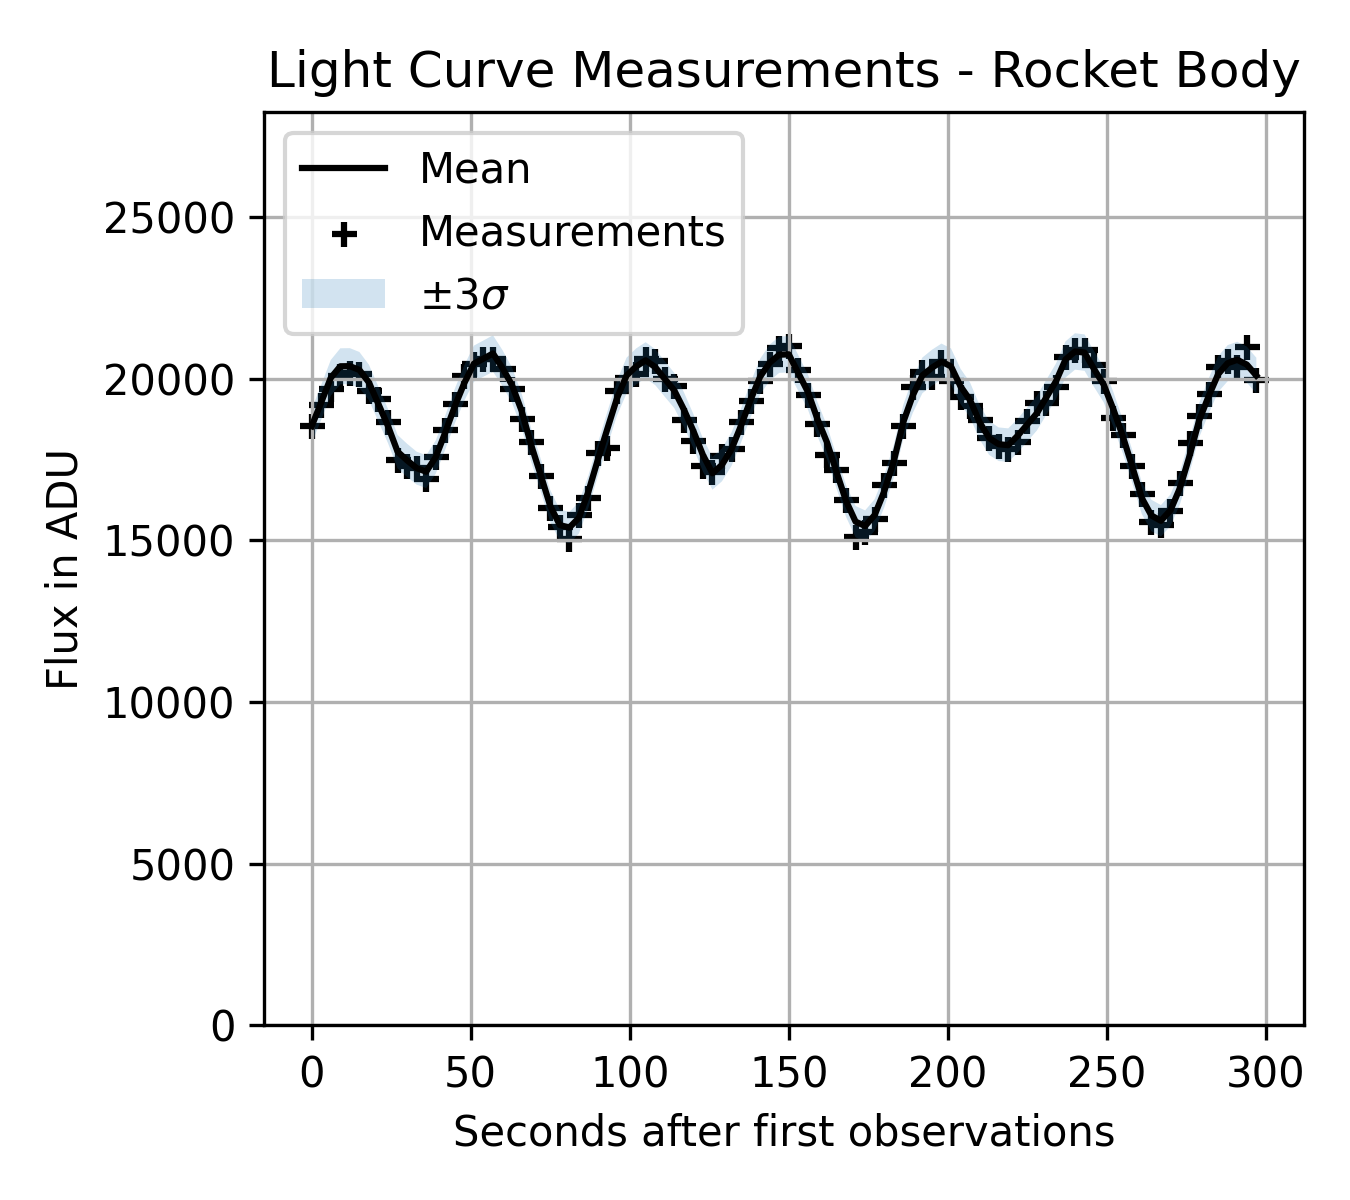 Light Curve Measurements - Rocket Body
Mean
Measurements
±3σ
25000
20000
15000
10000
5000
0
0 50 100 150 200 250 300
Seconds after first observations
Flux in ADU